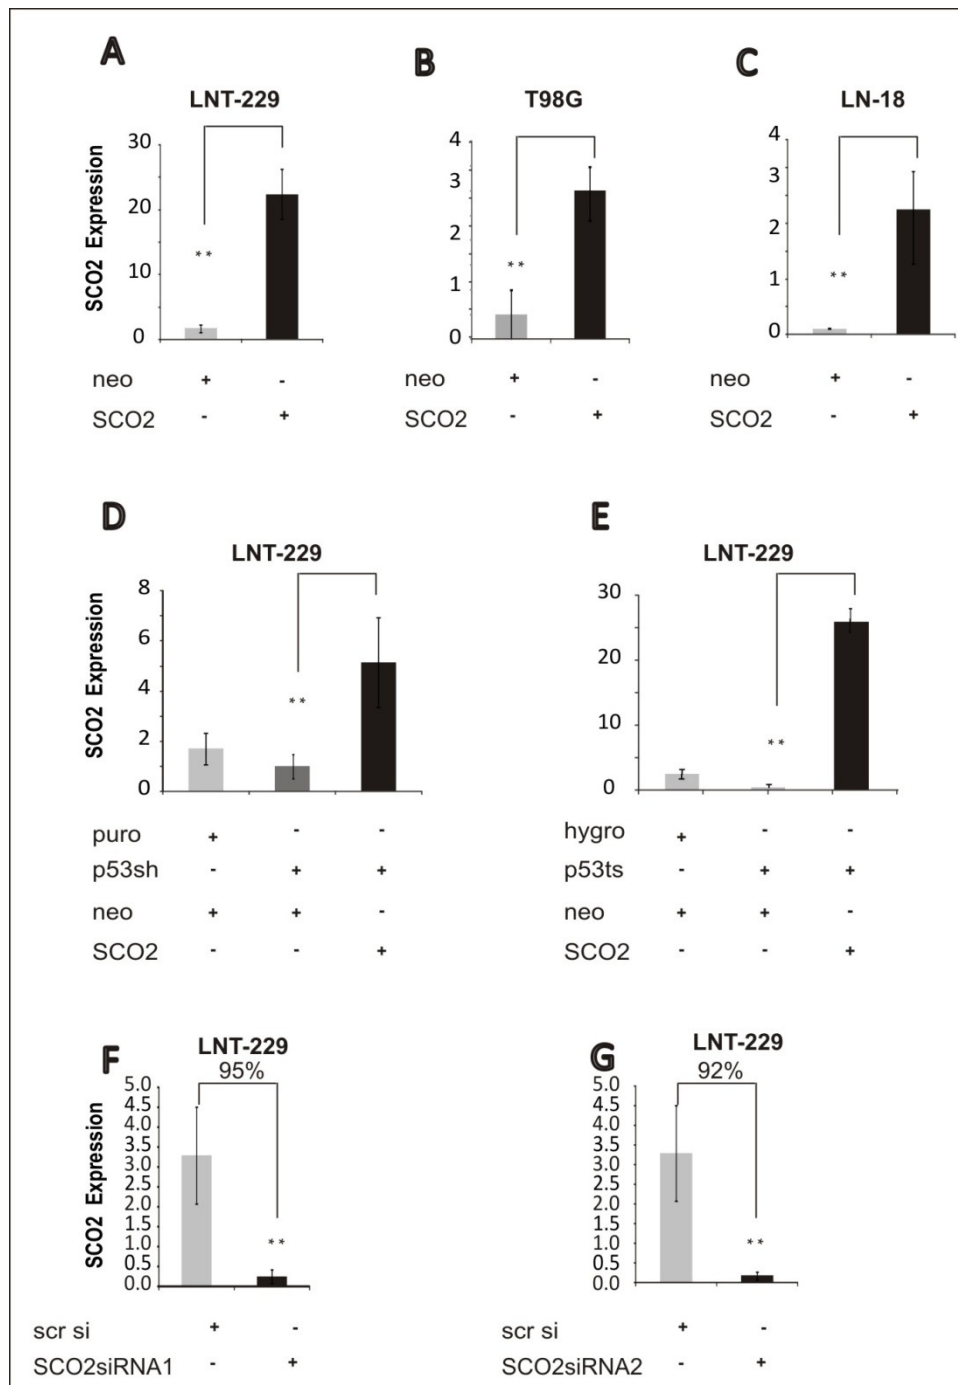 A
LNT-229
SCO2 Expression
30
20
10
0
**
neo + -
SCO2 - +
B
T98G
4
3
2
1
0
**
neo + -
SCO2 - +
C
LN-18
4
3
2
1
0
**
neo + -
SCO2 - +
D
LNT-229
SCO2 Expression
8
6
4
2
0
**
puro + - -
p53sh - + +
neo + + -
SCO2 - - +
E
LNT-229
30
20
10
0
**
hygro + - -
p53ts - + +
neo + + -
SCO2 - - +
F
LNT-229
95%
SCO2 Expression
5.0
4.5
4.0
3.5
3.0
2.5
2.0
1.5
1.0
0.5
0.0
**
scr si + -
SCO2siRNA1 - +
G
LNT-229
92%
5.0
4.5
4.0
3.5
3.0
2.5
2.0
1.5
1.0
0.5
0.0
**
scr si + -
SCO2siRNA2 - +